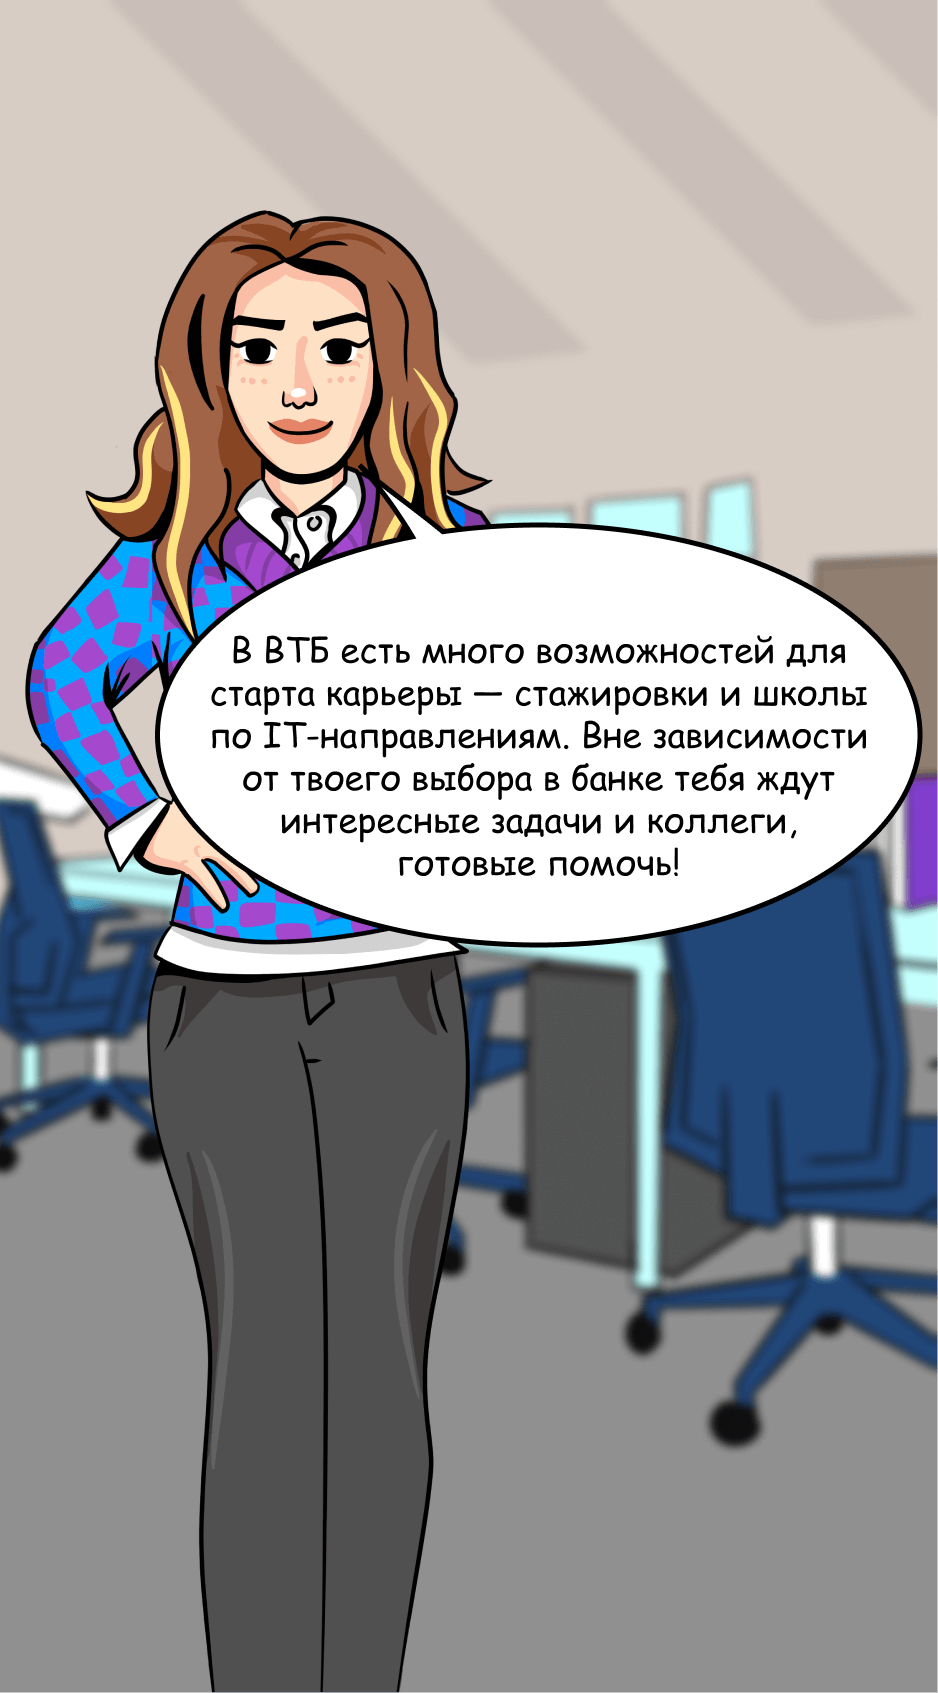 В ВТБ есть много возможностей для
старта карьеры — стажировки и школы
по IT-направлениям. Вне зависимости
от твоего выбора в банке тебя ждут
интересные задачи и коллеги,
готовые помочь!